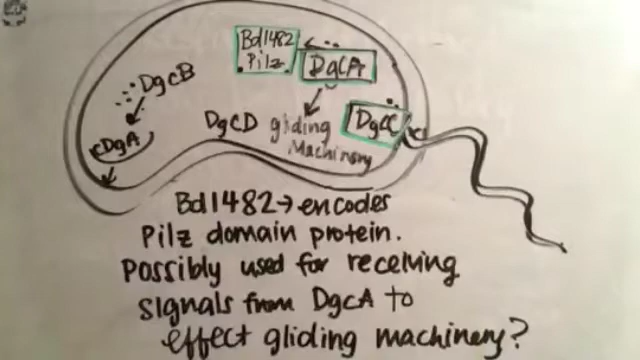 Bd1482
Pilz
DgcA
DgcB
cDgA
DgcD
gliding
Machinery
DgcC
Bd1482→encodes
Pilz domain protein.
Possibly used for receiving
signals from DgcA to
effect gliding machinery?